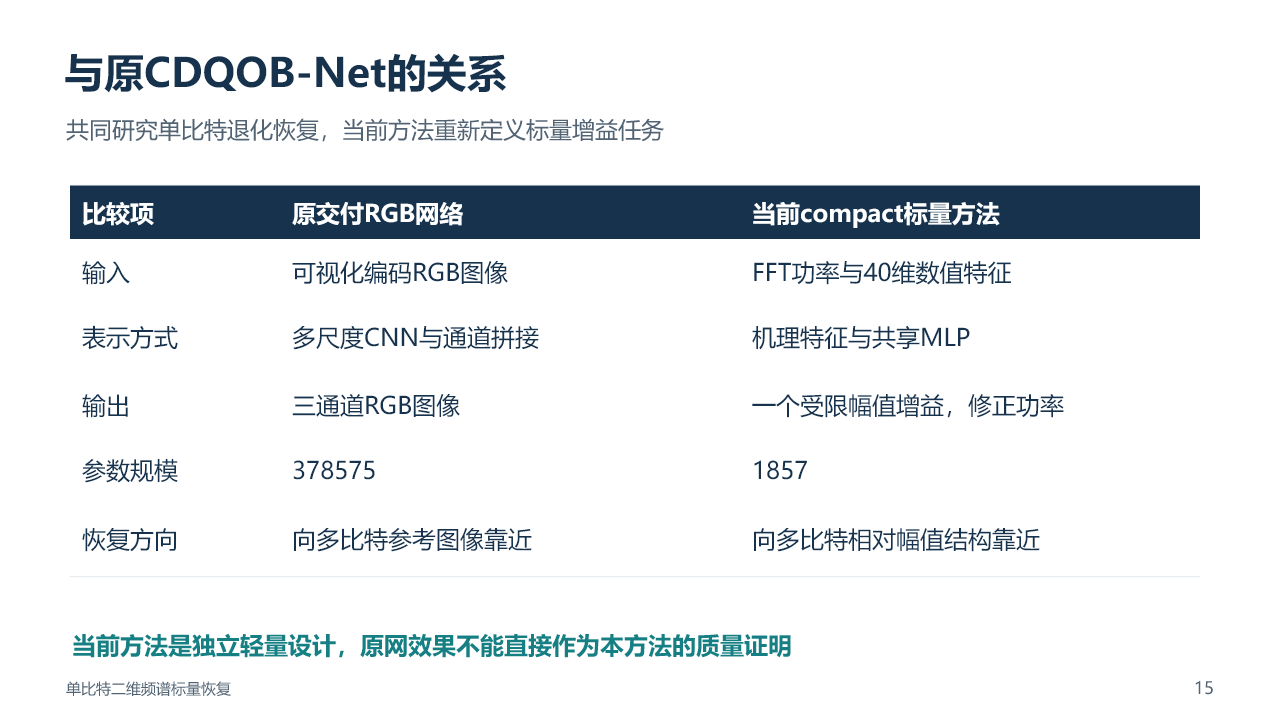 与原CDQOB-Net的关系
共同研究单比特退化恢复，当前方法重新定义标量增益任务
比较项 原交付RGB网络 当前compact标量方法
输入 可视化编码RGB图像 FFT功率与40维数值特征
表示方式 多尺度CNN与通道拼接 机理特征与共享MLP
输出 三通道RGB图像 一个受限幅值增益，修正功率
参数规模 378575 1857
恢复方向 向多比特参考图像靠近 向多比特相对幅值结构靠近
当前方法是独立轻量设计，原网效果不能直接作为本方法的质量证明
单比特二维频谱标量恢复 15